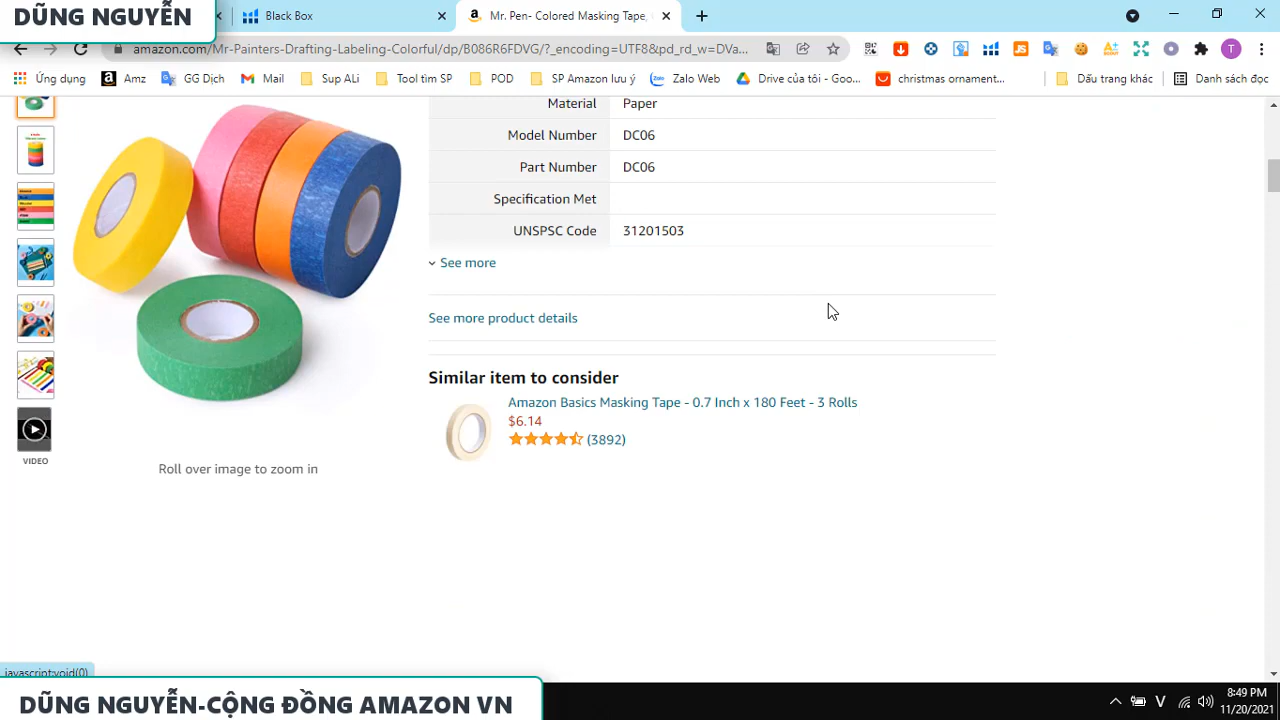 DŨNG NGUYỄN
Black Box
Mr. Pen- Colored Masking Tape,
amazon.com/Mr-Painters-Drafting-Labeling-Colorful/dp/B086R6FDVG/?_encoding=UTF8&pd_rd_w=DVa...
Ứng dụng
Amz
GG Dịch
Mail
Sup ALi
Tool tìm SP
POD
SP Amazon lưu ý
Zalo Web
Drive của tôi - Goo...
christmas ornament...
Dấu trang khác
Danh sách đọc
Material Paper
Model Number DC06
Part Number DC06
Specification Met
UNSPSC Code 31201503
See more
See more product details
Similar item to consider
Amazon Basics Masking Tape - 0.7 Inch x 180 Feet - 3 Rolls
$6.14
(3892)
VIDEO
Roll over image to zoom in
javascript:void(0)
DŨNG NGUYỄN-CỘNG ĐỒNG AMAZON VN
V
8:49 PM
11/20/2021